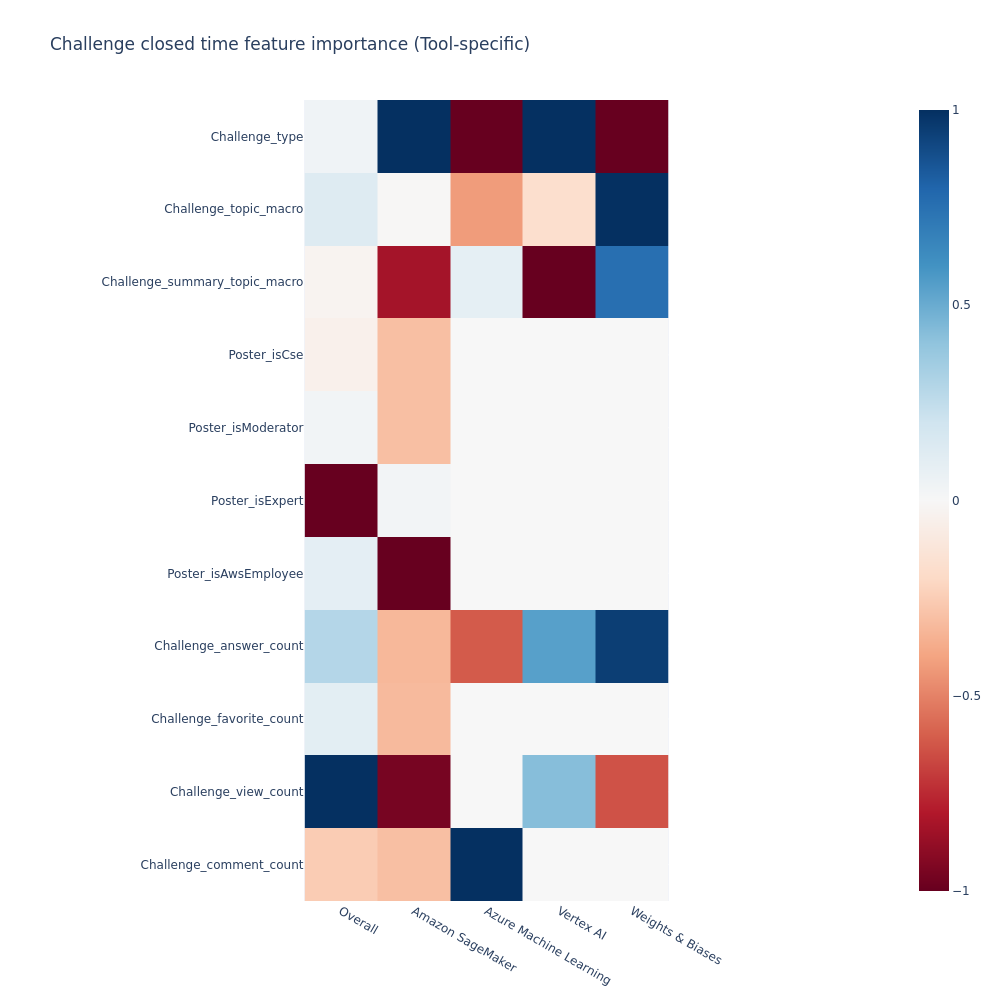 Challenge closed time feature importance (Tool-specific)
Challenge_type
Challenge_topic_macro
Challenge_summary_topic_macro
Poster_isCse
Poster_isModerator
Poster_isExpert
Poster_isAwsEmployee
Challenge_answer_count
Challenge_favorite_count
Challenge_view_count
Challenge_comment_count
Overall
Amazon SageMaker
Azure Machine Learning
Vertex AI
Weights & Biases
1
0.5
0
−0.5
−1